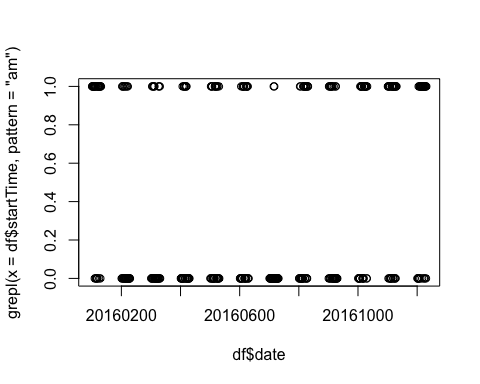 grepl(x = df$startTime, pattern = "am")
1.0
0.8
0.6
0.4
0.2
0.0
20160200 20160600 20161000
df$date